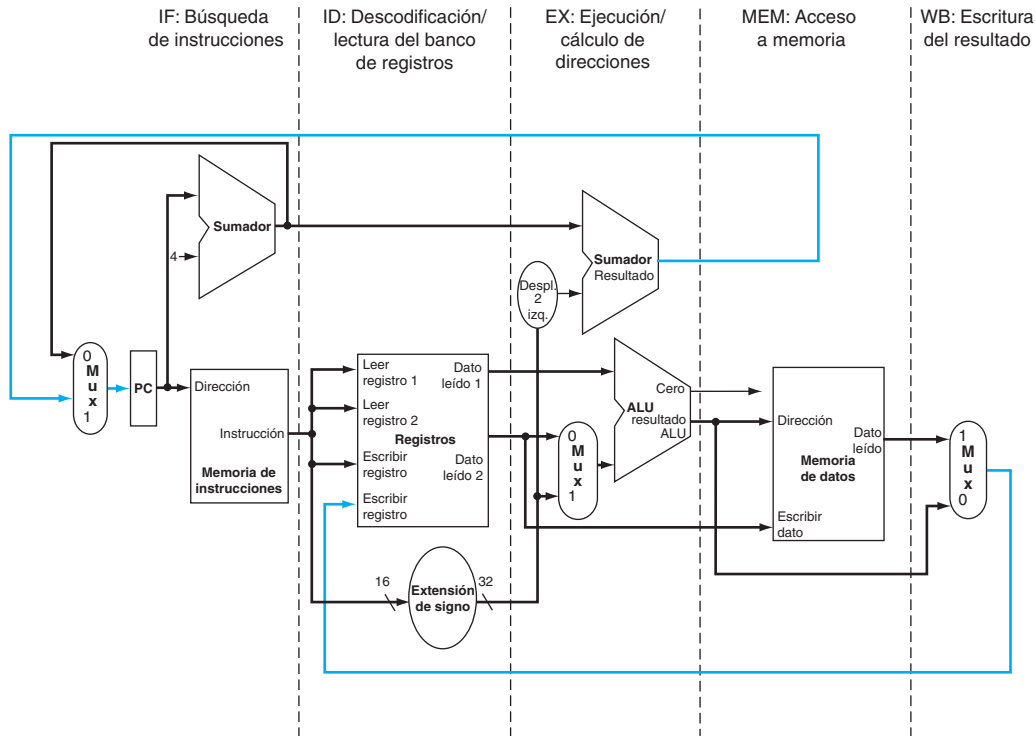 IF: Búsqueda
de instrucciones
ID: Descodificación/
lectura del banco
de registros
EX: Ejecución/
cálculo de
direcciones
MEM: Acceso
a memoria
WB: Escritura
del resultado
Sumador
4
Sumador
Resultado
Despl.
2
izq.
0
M
u
x
1
PC
Dirección
Instrucción
Memoria de
instrucciones
Leer
registro 1
Leer
registro 2
Escribir
registro
Escribir
registro
Dato
leído 1
Registros
Dato
leído 2
16
Extensión
de signo
32
0
M
u
x
1
Cero
ALU
resultado
ALU
Dirección
Dato
leído
Memoria
de datos
Escribir
dato
1
M
u
x
0